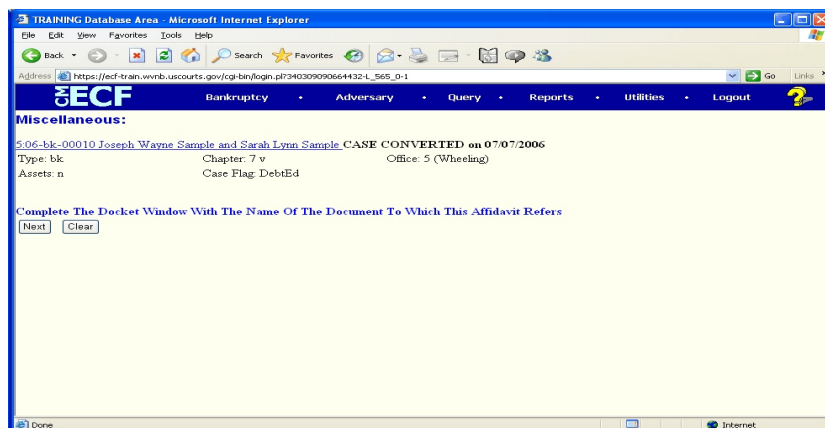 TRAINING Database Area - Microsoft Internet Explorer
File Edit View Favorites Tools Help
Back Search Favorites
Address https://ecf-train.wvnb.uscourts.gov/cgi-bin/login.pl?340309090664432-L_565_0-1 Go Links »
CM ECF Bankruptcy • Adversary • Query • Reports • Utilities • Logout ?
Miscellaneous:
5:06-bk-00010 Joseph Wayne Sample and Sarah Lynn Sample CASE CONVERTED on 07/07/2006
Type: bk Chapter: 7 v Office: 5 (Wheeling)
Assets: n Case Flag: DebtEd
Complete The Docket Window With The Name Of The Document To Which This Affidavit Refers
Next Clear
Done Internet